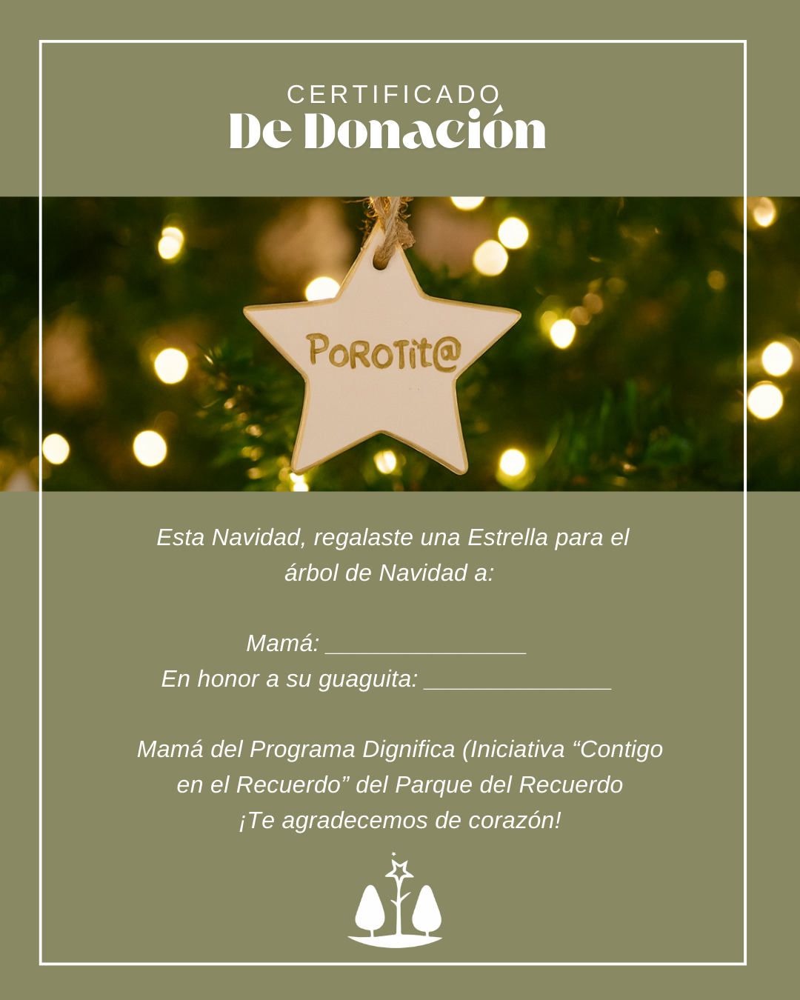 CERTIFICADO
De Donación
PoRoTit@
Esta Navidad, regalaste una Estrella para el
árbol de Navidad a:
Mamá: _______________
En honor a su guaguita: ______________
Mamá del Programa Dignifica (Iniciativa “Contigo
en el Recuerdo” del Parque del Recuerdo
¡Te agradecemos de corazón!